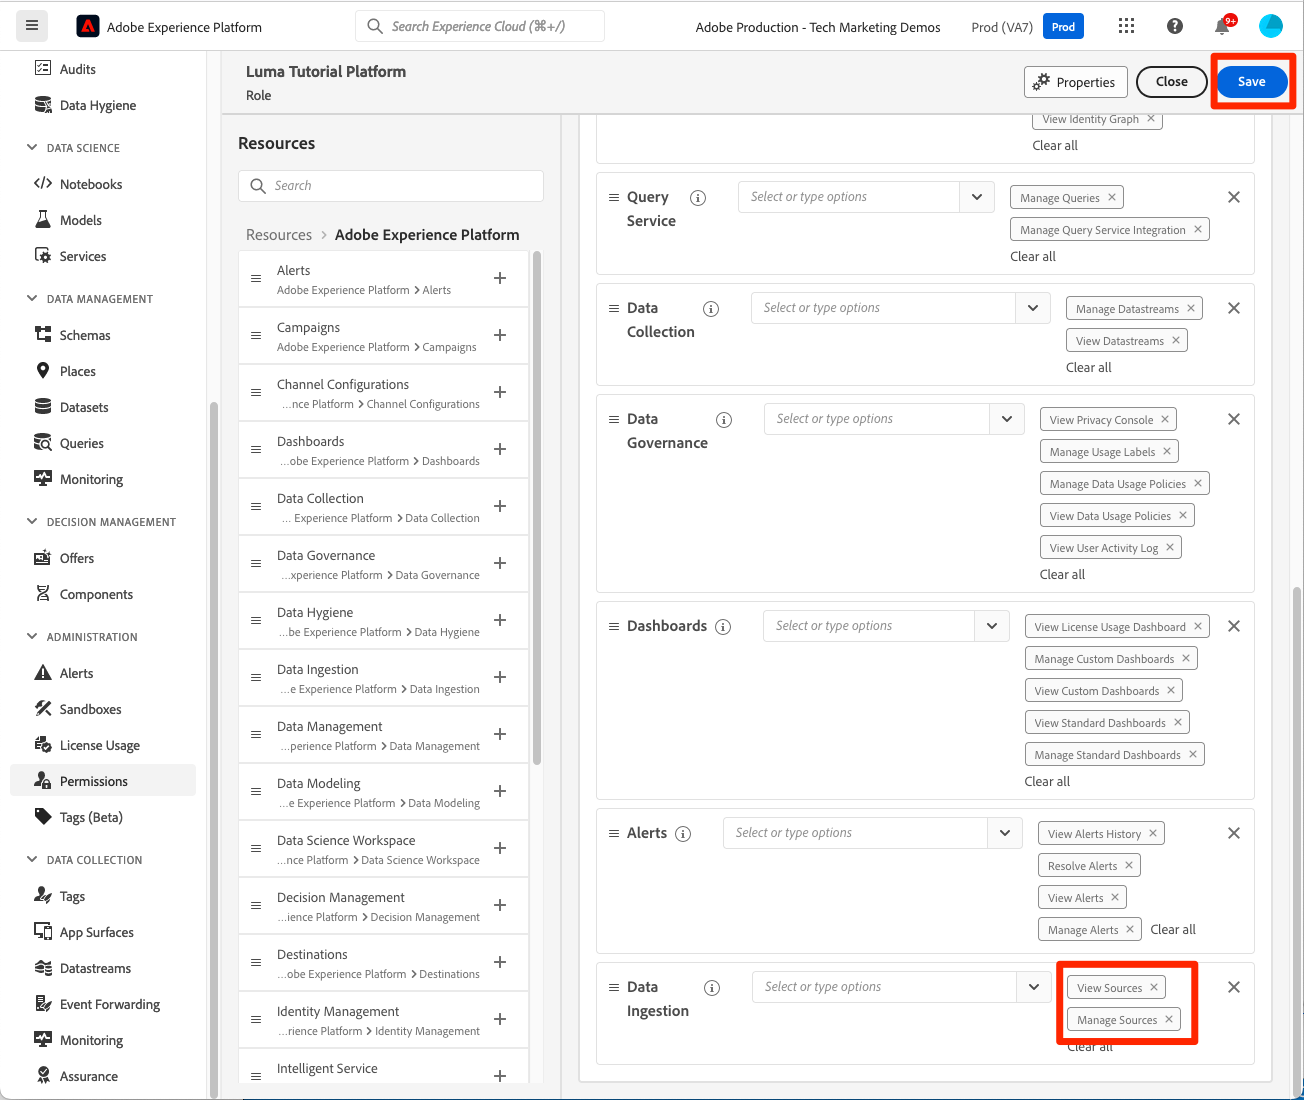 Adobe Experience Platform
Search Experience Cloud (⌘+/)
Adobe Production - Tech Marketing Demos
Prod (VA7)
Prod
9+
Audits
Data Hygiene
DATA SCIENCE
Notebooks
Models
Services
DATA MANAGEMENT
Schemas
Places
Datasets
Queries
Monitoring
DECISION MANAGEMENT
Offers
Components
ADMINISTRATION
Alerts
Sandboxes
License Usage
Permissions
Tags (Beta)
DATA COLLECTION
Tags
App Surfaces
Datastreams
Event Forwarding
Monitoring
Assurance
Luma Tutorial Platform
Role
Properties
Close
Save
Resources
Search
Resources > Adobe Experience Platform
Alerts
Adobe Experience Platform > Alerts
Campaigns
Adobe Experience Platform > Campaigns
Channel Configurations
...nce Platform > Channel Configurations
Dashboards
...obe Experience Platform > Dashboards
Data Collection
... Experience Platform > Data Collection
Data Governance
...xperience Platform > Data Governance
Data Hygiene
...be Experience Platform > Data Hygiene
Data Ingestion
...e Experience Platform > Data Ingestion
Data Management
...perience Platform > Data Management
Data Modeling
...e Experience Platform > Data Modeling
Data Science Workspace
...nce Platform > Data Science Workspace
Decision Management
...ience Platform > Decision Management
Destinations
...obe Experience Platform > Destinations
Identity Management
...rience Platform > Identity Management
Intelligent Service
View Identity Graph
Clear all
Query
Service
Select or type options
Manage Queries
Manage Query Service Integration
Clear all
Data
Collection
Select or type options
Manage Datastreams
View Datastreams
Clear all
Data
Governance
Select or type options
View Privacy Console
Manage Usage Labels
Manage Data Usage Policies
View Data Usage Policies
View User Activity Log
Clear all
Dashboards
Select or type options
View License Usage Dashboard
Manage Custom Dashboards
View Custom Dashboards
View Standard Dashboards
Manage Standard Dashboards
Clear all
Alerts
Select or type options
View Alerts History
Resolve Alerts
View Alerts
Manage Alerts
Clear all
Data
Ingestion
Select or type options
View Sources
Manage Sources
Clear all